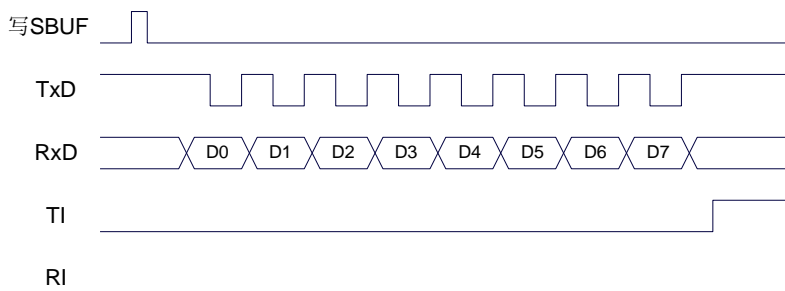 写SBUF
TxD
RxD D0 D1 D2 D3 D4 D5 D6 D7
TI
RI